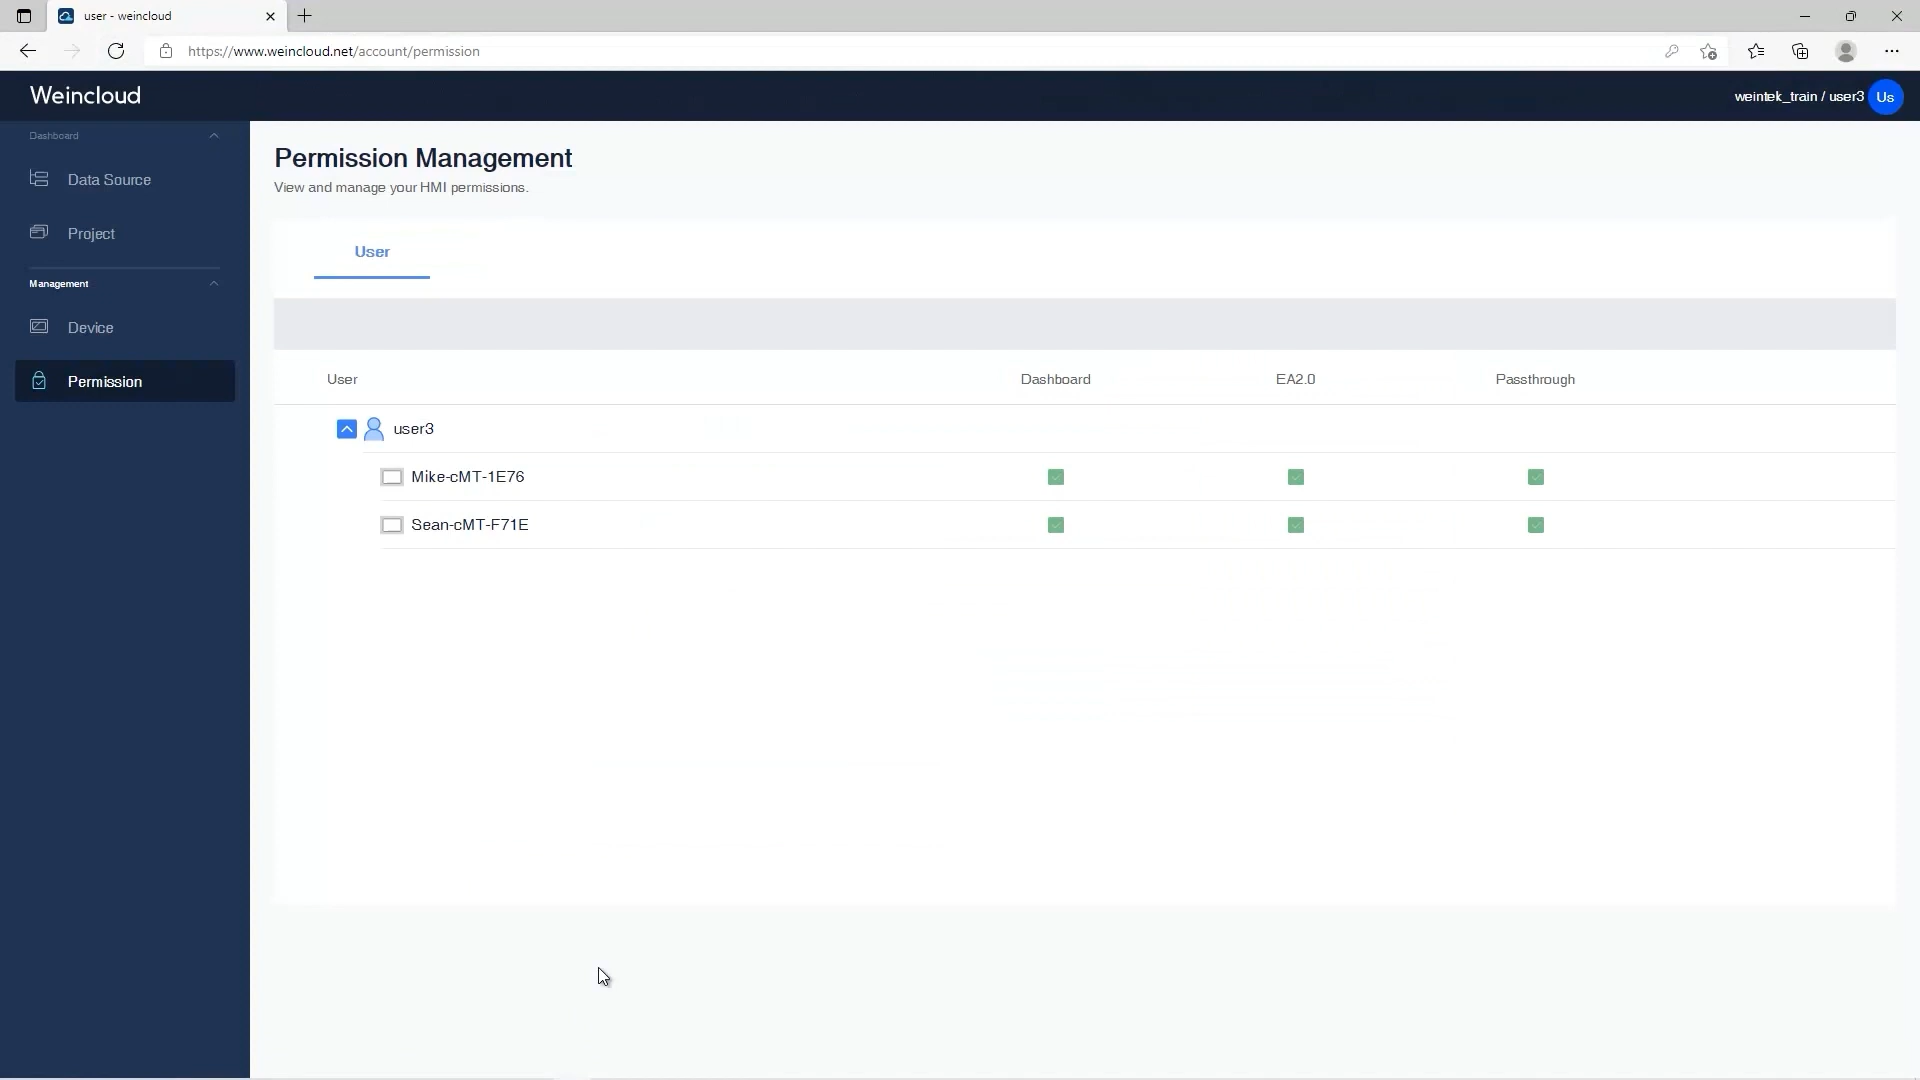 user - weincloud
https://www.weincloud.net/account/permission
Weincloud
weintek_train / user3 Us
Dashboard
Data Source
Project
Management
Device
Permission
Permission Management
View and manage your HMI permissions.
User
User Dashboard EA2.0 Passthrough
user3
Mike-cMT-1E76
Sean-cMT-F71E